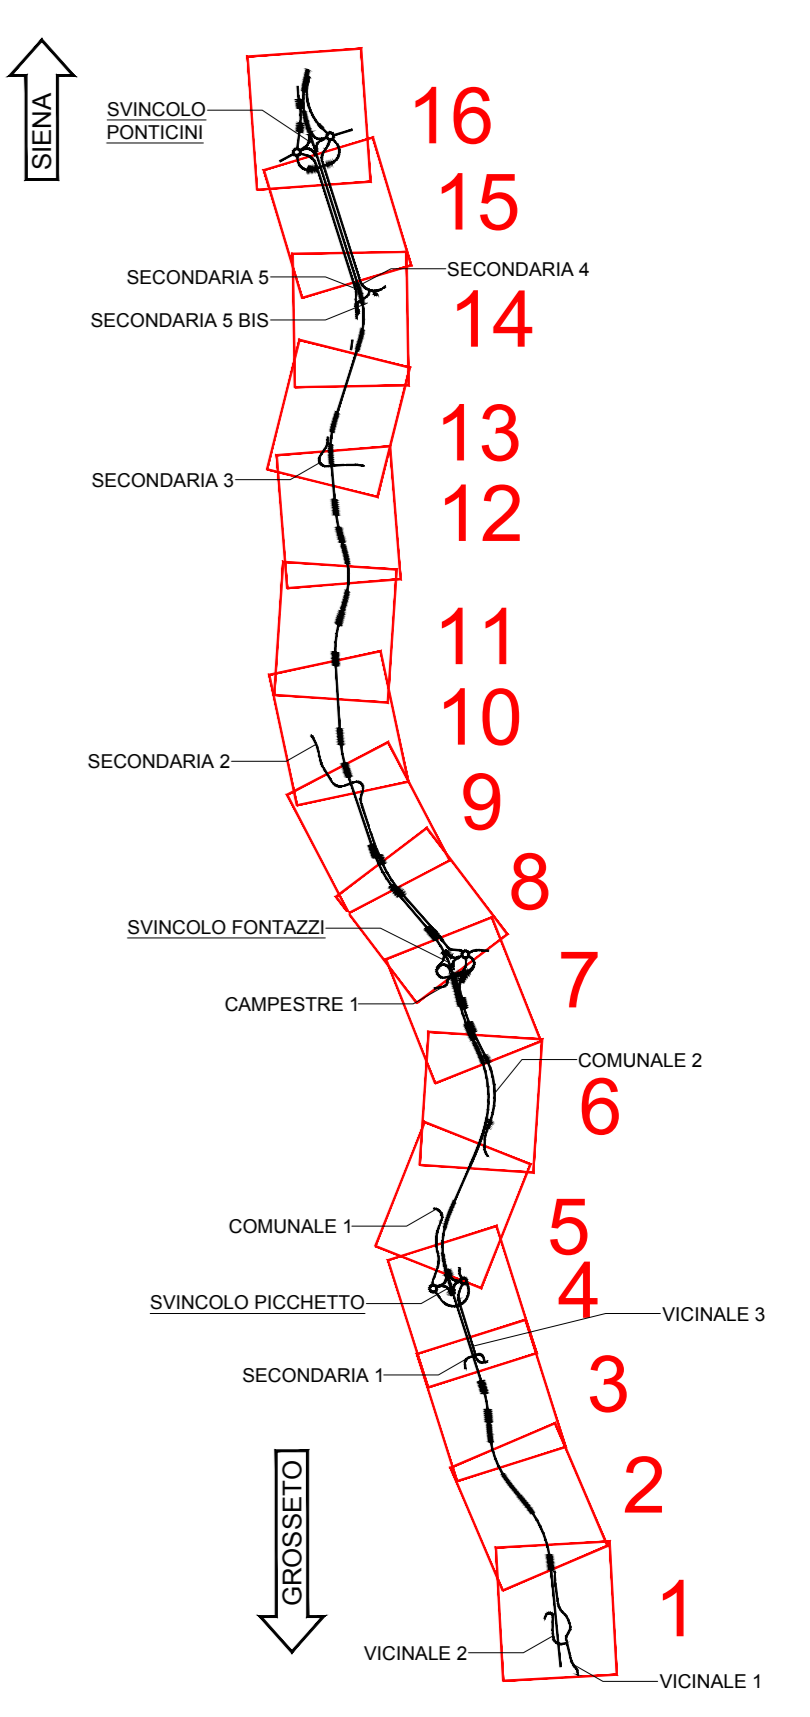 SIENA
SVINCOLO
PONTICINI
16
15
SECONDARIA 5
SECONDARIA 4
SECONDARIA 5 BIS
14
13
SECONDARIA 3
12
11
10
SECONDARIA 2
9
8
SVINCOLO FONTAZZI
7
CAMPESTRE 1
COMUNALE 2
6
COMUNALE 1
5
4
SVINCOLO PICCHETTO
VICINALE 3
SECONDARIA 1
3
2
GROSSETO
1
VICINALE 2
VICINALE 1